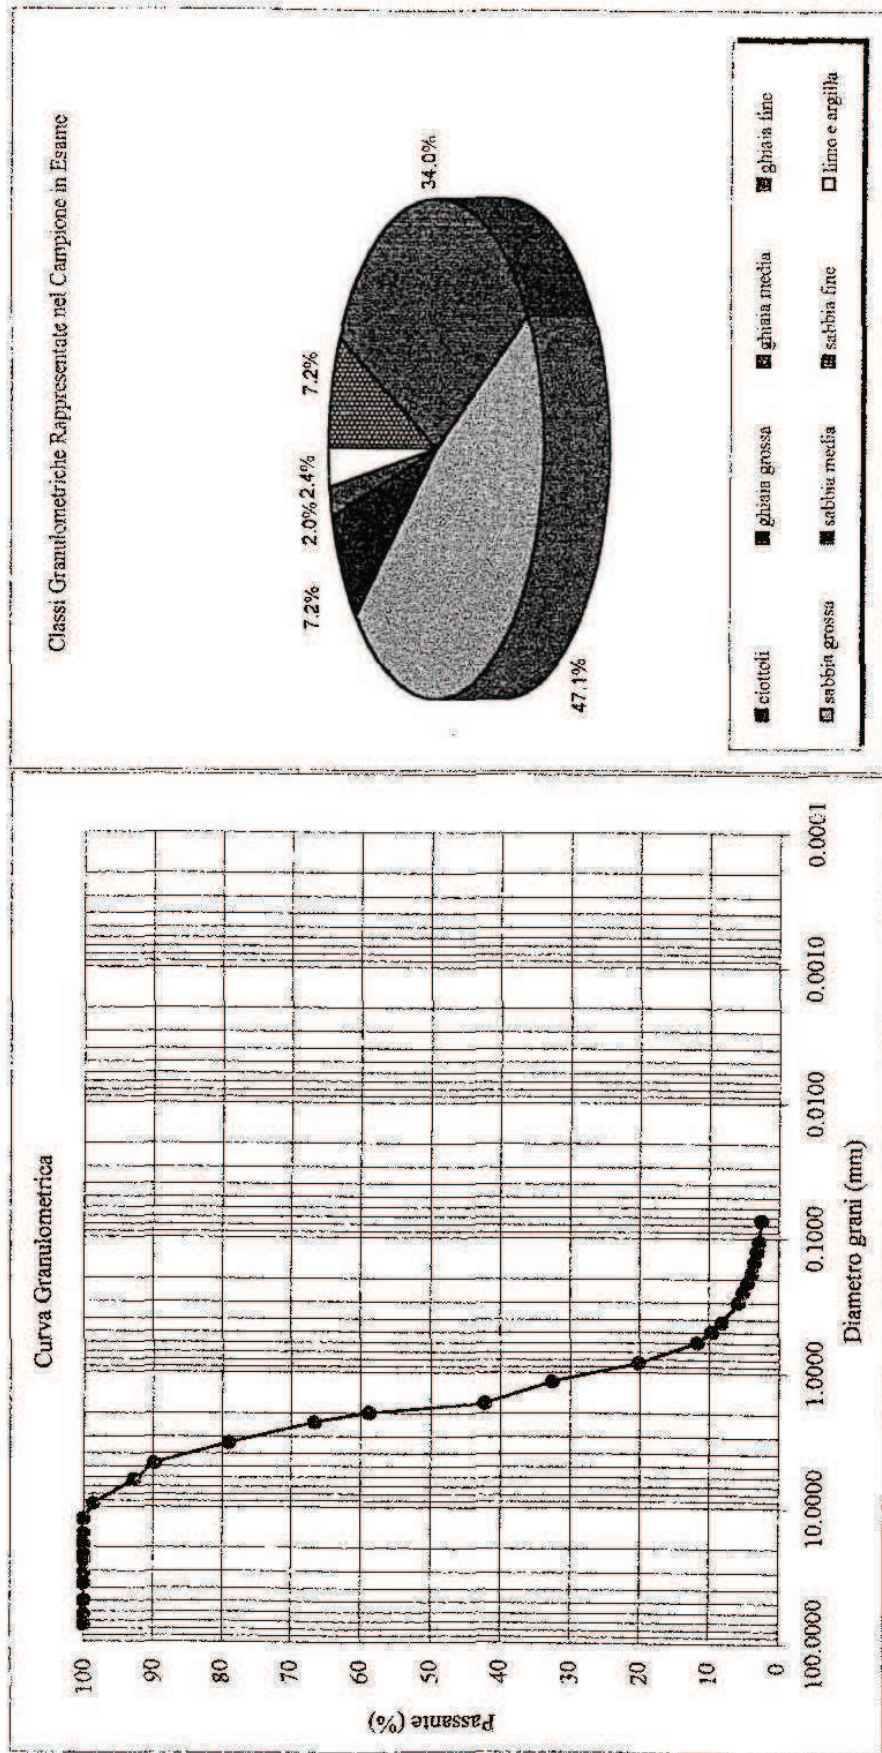 Curva Granulometrica
Passante (%)
100
90
80
70
60
50
40
30
20
10
0
100.0000
10.0000
1.0000
0.1000
0.0100
0.0010
0.0001
Diametro grani (mm)
Classi Granulometriche Rappresentate nel Campione in Esame
7.2%
2.0%
2.4%
7.2%
34.0%
47.1%
ciottoli
ghiaia grossa
ghiaia media
ghiaia fine
sabbia grossa
sabbia media
sabbia fine
limo e argilla